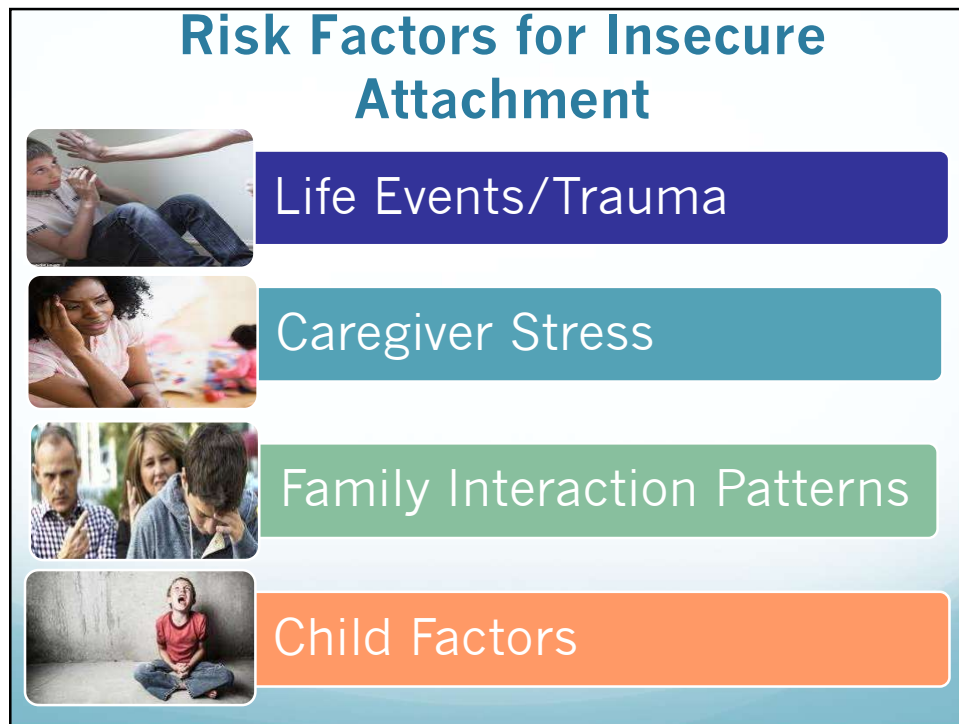 Risk Factors for Insecure
Attachment
Life Events/Trauma
Caregiver Stress
Family Interaction Patterns
Child Factors